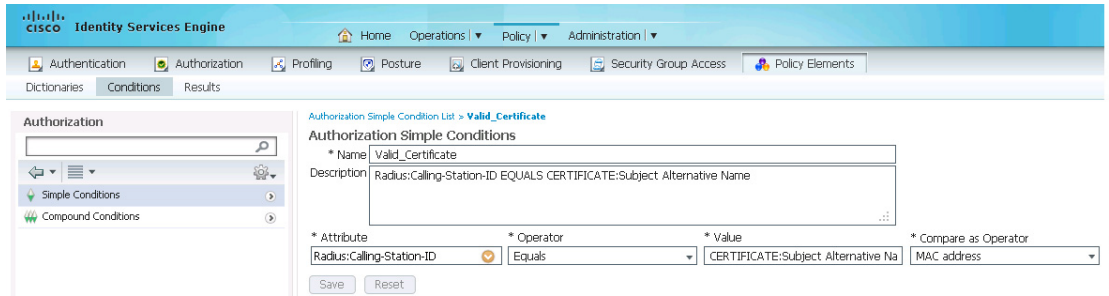 CISCO Identity Services Engine
Home Operations | Policy | Administration |
Authentication Authorization Profiling Posture Client Provisioning Security Group Access Policy Elements
Dictionaries Conditions Results
Authorization
Simple Conditions
Compound Conditions
Authorization Simple Condition List > Valid_Certificate
Authorization Simple Conditions
* Name Valid_Certificate
Description Radius:Calling-Station-ID EQUALS CERTIFICATE:Subject Alternative Name
* Attribute * Operator * Value * Compare as Operator
Radius:Calling-Station-ID Equals CERTIFICATE:Subject Alternative Na MAC address
Save Reset